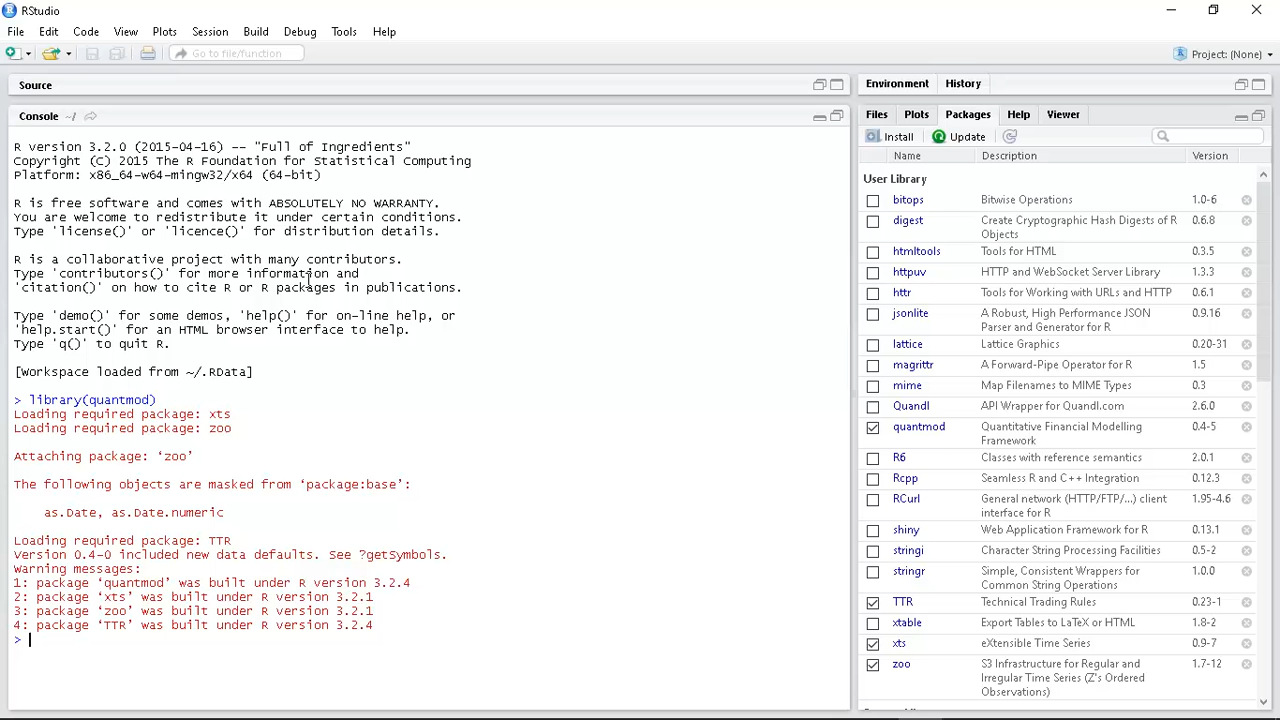 RStudio
File Edit Code View Plots Session Build Debug Tools Help
Go to file/function
Project: (None)
Source
Console ~/
R version 3.2.0 (2015-04-16) -- "Full of Ingredients"
Copyright (C) 2015 The R Foundation for Statistical Computing
Platform: x86_64-w64-mingw32/x64 (64-bit)
R is free software and comes with ABSOLUTELY NO WARRANTY.
You are welcome to redistribute it under certain conditions.
Type 'license()' or 'licence()' for distribution details.
R is a collaborative project with many contributors.
Type 'contributors()' for more information and
'citation()' on how to cite R or R packages in publications.
Type 'demo()' for some demos, 'help()' for on-line help, or
'help.start()' for an HTML browser interface to help.
Type 'q()' to quit R.
[Workspace loaded from ~/.RData]
> library(quantmod)
Loading required package: xts
Loading required package: zoo
Attaching package: ‘zoo’
The following objects are masked from ‘package:base’:
as.Date, as.Date.numeric
Loading required package: TTR
Version 0.4-0 included new data defaults. See ?getSymbols.
Warning messages:
1: package ‘quantmod’ was built under R version 3.2.4
2: package ‘xts’ was built under R version 3.2.1
3: package ‘zoo’ was built under R version 3.2.1
4: package ‘TTR’ was built under R version 3.2.4
>
Environment History
Files Plots Packages Help Viewer
Install Update
Name Description Version
User Library
bitops Bitwise Operations 1.0-6
digest Create Cryptographic Hash Digests of R 0.6.8
Objects
htmltools Tools for HTML 0.3.5
httpuv HTTP and WebSocket Server Library 1.3.3
httr Tools for Working with URLs and HTTP 0.6.1
jsonlite A Robust, High Performance JSON 0.9.16
Parser and Generator for R
lattice Lattice Graphics 0.20-31
magrittr A Forward-Pipe Operator for R 1.5
mime Map Filenames to MIME Types 0.3
Quandl API Wrapper for Quandl.com 2.6.0
quantmod Quantitative Financial Modelling 0.4-5
Framework
R6 Classes with reference semantics 2.0.1
Rcpp Seamless R and C++ Integration 0.12.3
RCurl General network (HTTP/FTP/...) client 1.95-4.6
interface for R
shiny Web Application Framework for R 0.13.1
stringi Character String Processing Facilities 0.5-2
stringr Simple, Consistent Wrappers for 1.0.0
Common String Operations
TTR Technical Trading Rules 0.23-1
xtable Export Tables to LaTeX or HTML 1.8-2
xts eXtensible Time Series 0.9-7
zoo S3 Infrastructure for Regular and 1.7-12
Irregular Time Series (Z's Ordered
Observations)